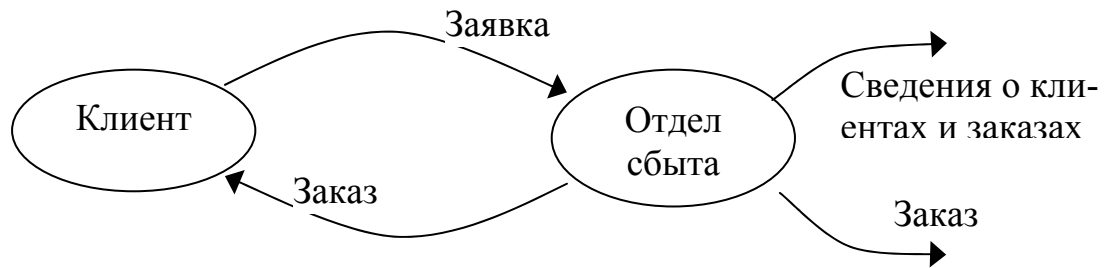 Заявка
Клиент
Отдел
сбыта
Сведения о кли-
ентах и заказах
Заказ
Заказ